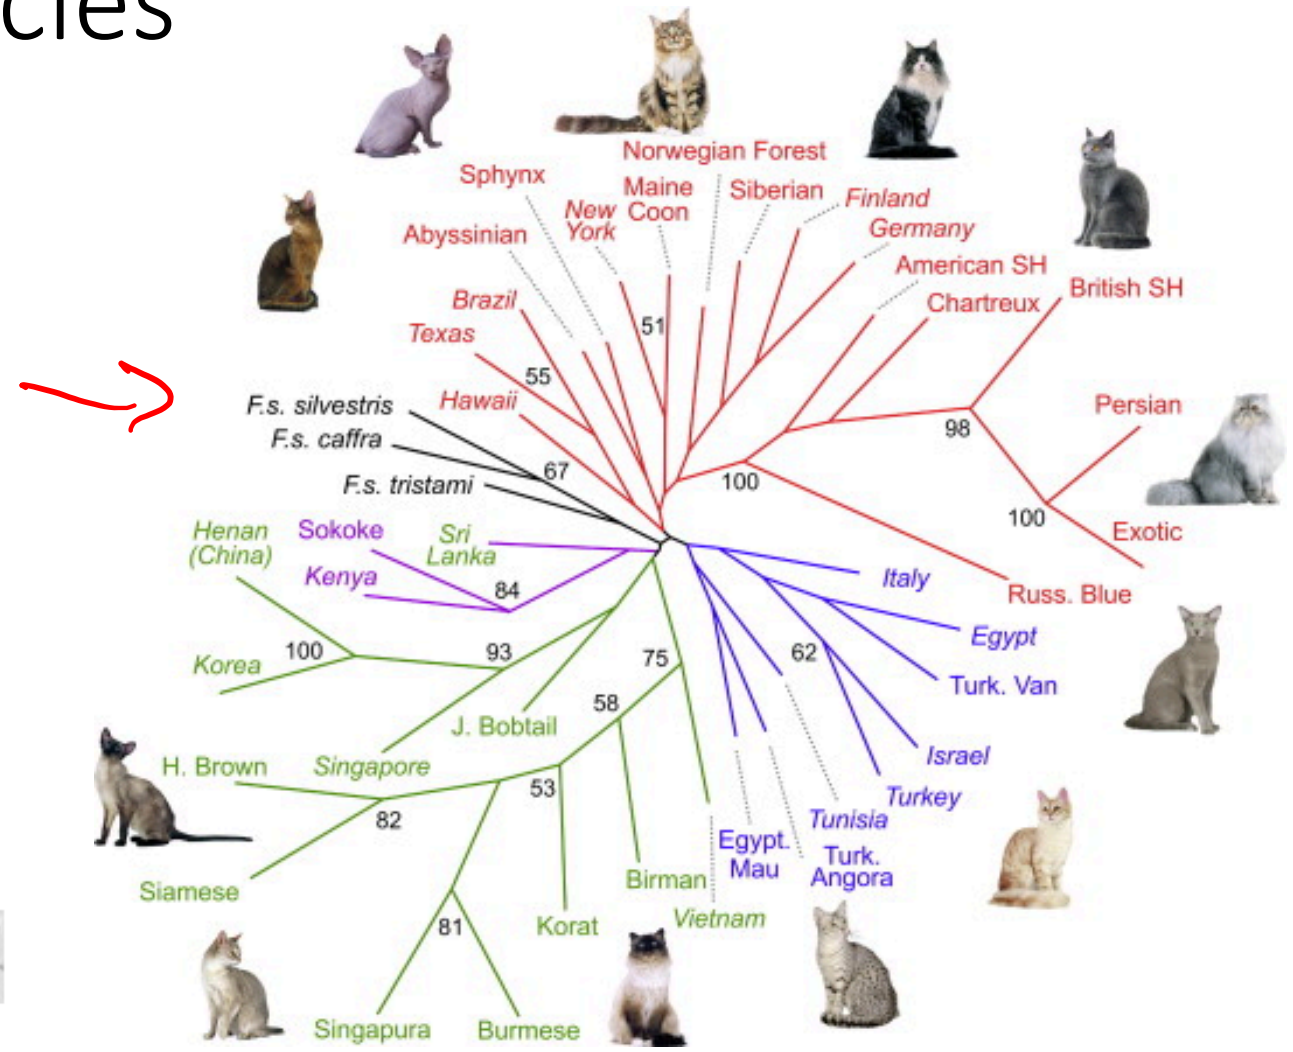 cies
Norwegian Forest
Sphynx
Maine
Coon
Siberian
Finland
New
York
Germany
Abyssinian
American SH
British SH
Chartreux
Brazil
Texas
51
55
Hawaii
F.s. silvestris
Persian
F.s. caffra
98
67
F.s. tristami
100
100
Exotic
Henan
(China)
Sokoke
Sri
Lanka
Kenya
84
Italy
Russ. Blue
Egypt
100
93
75
62
Korea
Turk. Van
58
J. Bobtail
Israel
H. Brown
Singapore
53
Turkey
82
Tunisia
Egypt.
Mau
Turk.
Angora
Siamese
Birman
Vietnam
Korat
81
Singapura
Burmese